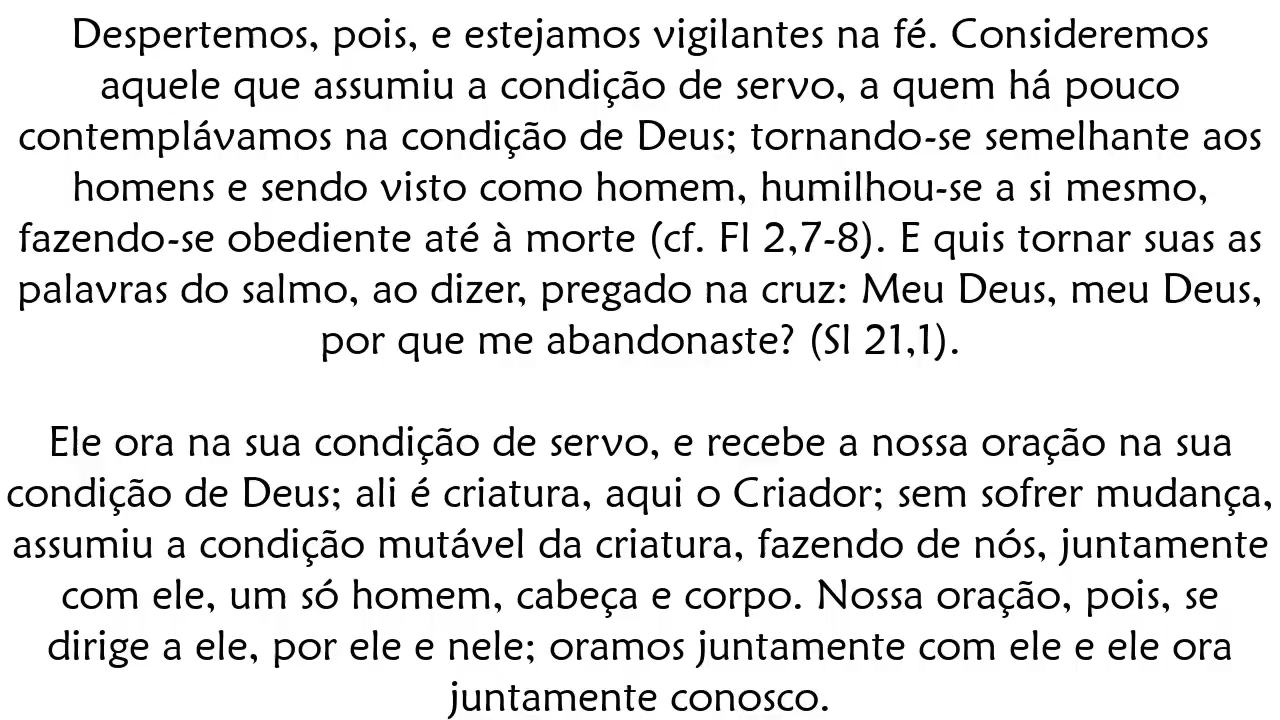 Despertemos, pois, e estejamos vigilantes na fé. Consideremos
aquele que assumiu a condição de servo, a quem há pouco
contemplávamos na condição de Deus; tornando-se semelhante aos
homens e sendo visto como homem, humilhou-se a si mesmo,
fazendo-se obediente até à morte (cf. Fl 2,7-8). E quis tornar suas as
palavras do salmo, ao dizer, pregado na cruz: Meu Deus, meu Deus,
por que me abandonaste? (Sl 21,1).
Ele ora na sua condição de servo, e recebe a nossa oração na sua
condição de Deus; ali é criatura, aqui o Criador; sem sofrer mudança,
assumiu a condição mutável da criatura, fazendo de nós, juntamente
com ele, um só homem, cabeça e corpo. Nossa oração, pois, se
dirige a ele, por ele e nele; oramos juntamente com ele e ele ora
juntamente conosco.